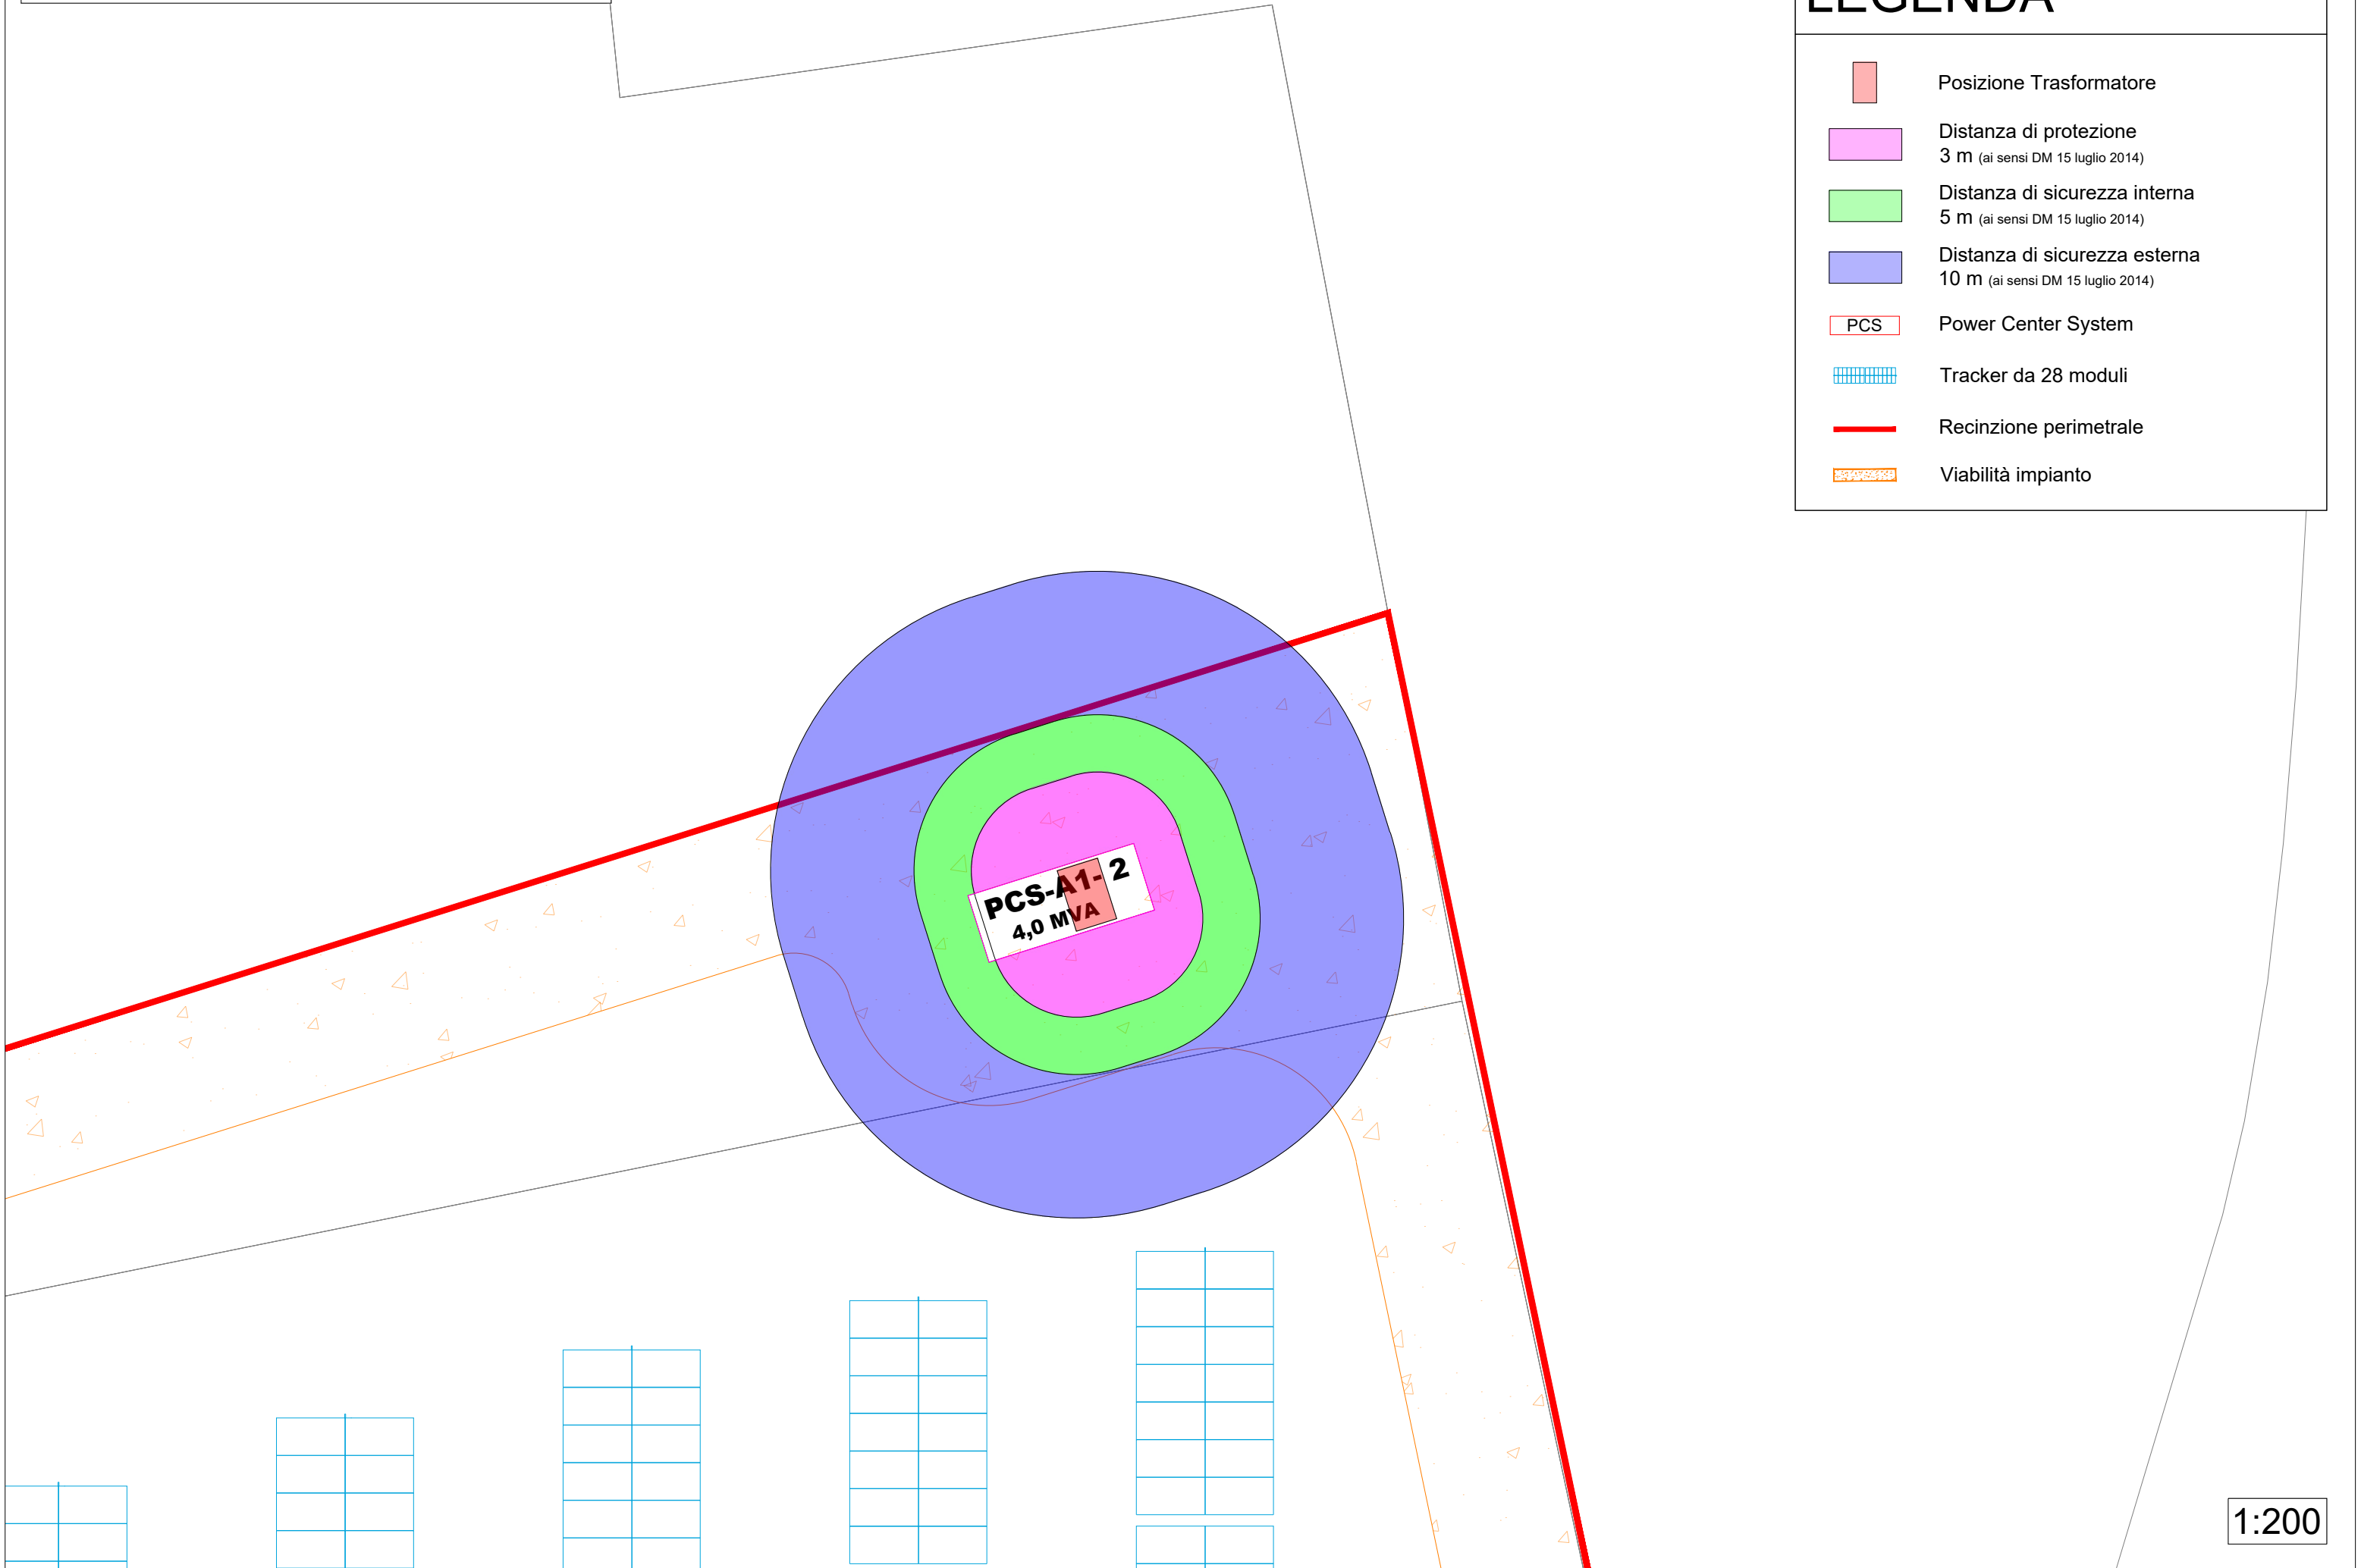 LEGENDA
Posizione Trasformatore
Distanza di protezione
3 m (ai sensi DM 15 luglio 2014)
Distanza di sicurezza interna
5 m (ai sensi DM 15 luglio 2014)
Distanza di sicurezza esterna
10 m (ai sensi DM 15 luglio 2014)
PCS Power Center System
Tracker da 28 moduli
Recinzione perimetrale
Viabilità impianto
PCS-A1- 2
4,0 MVA
1:200